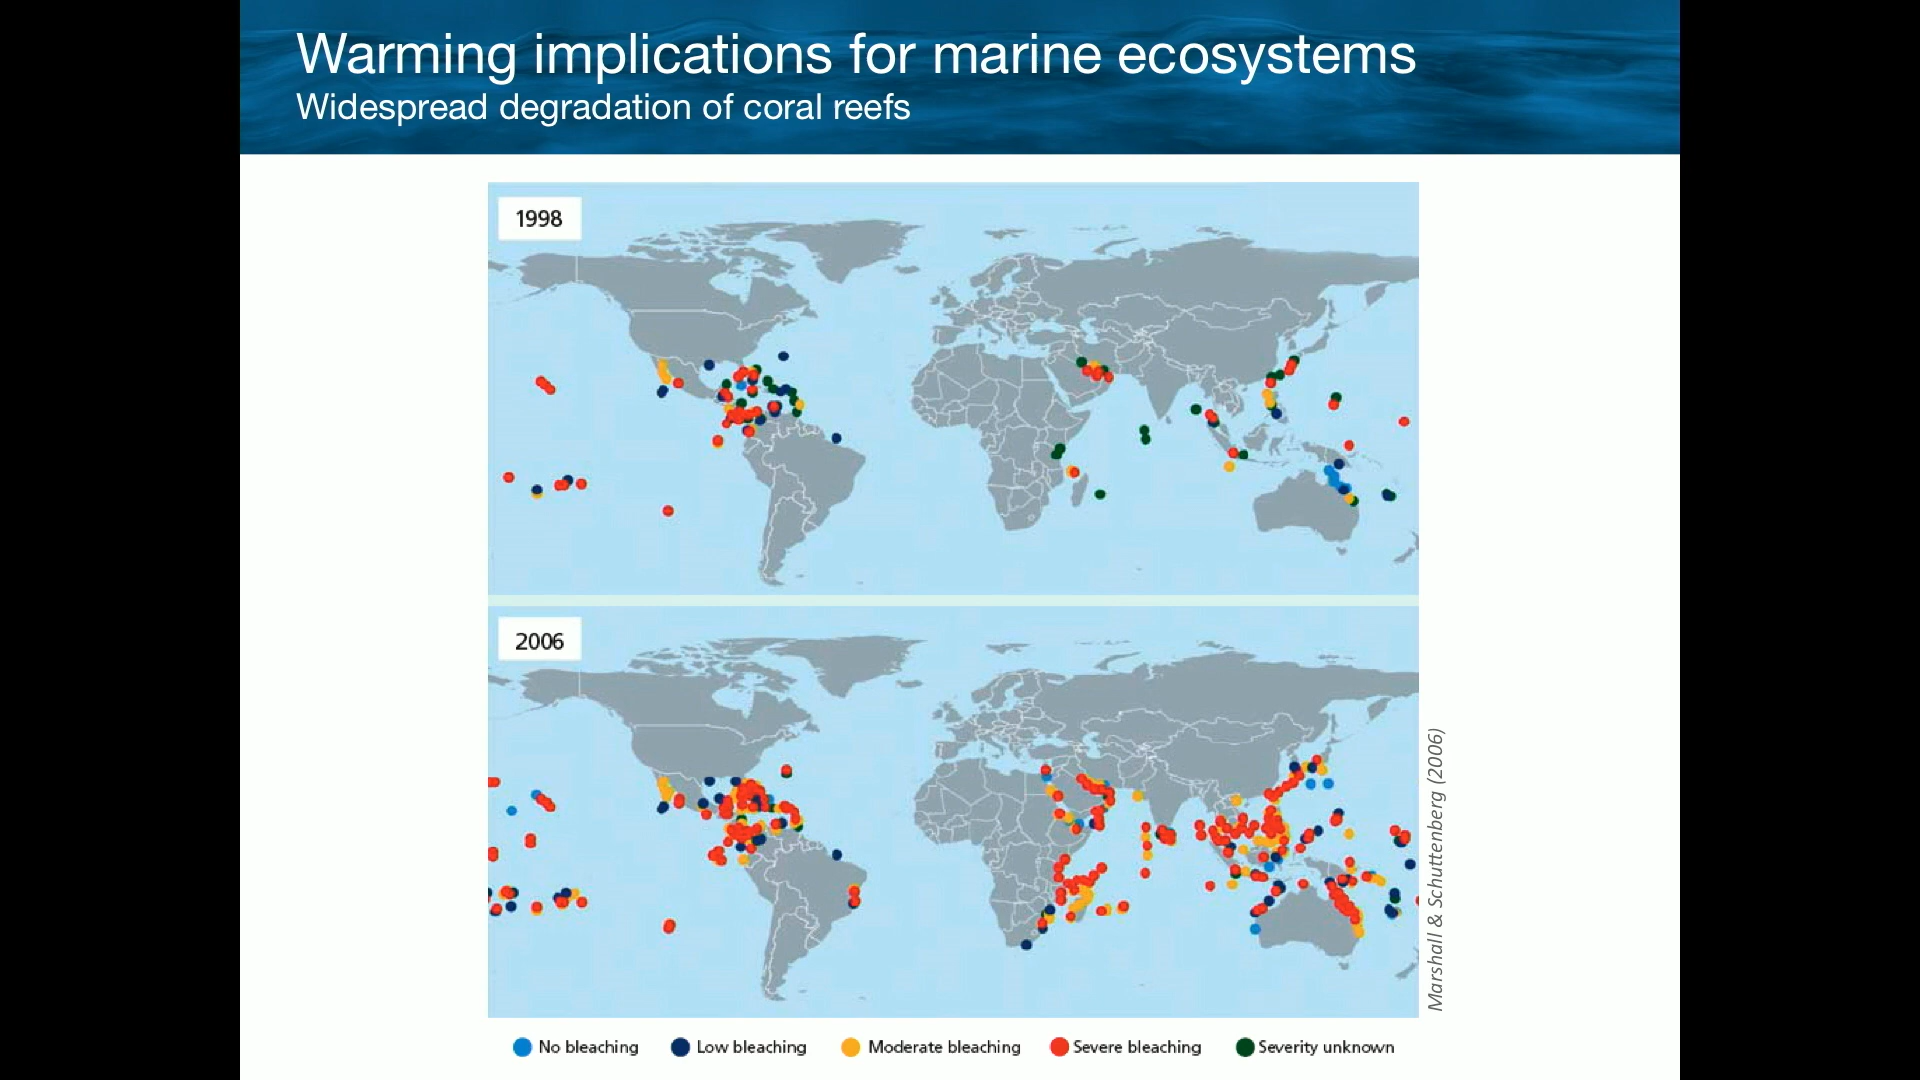 Warming implications for marine ecosystems
Widespread degradation of coral reefs
1998
2006
Marshall & Schuttenberg (2006)
No bleaching
Low bleaching
Moderate bleaching
Severe bleaching
Severity unknown